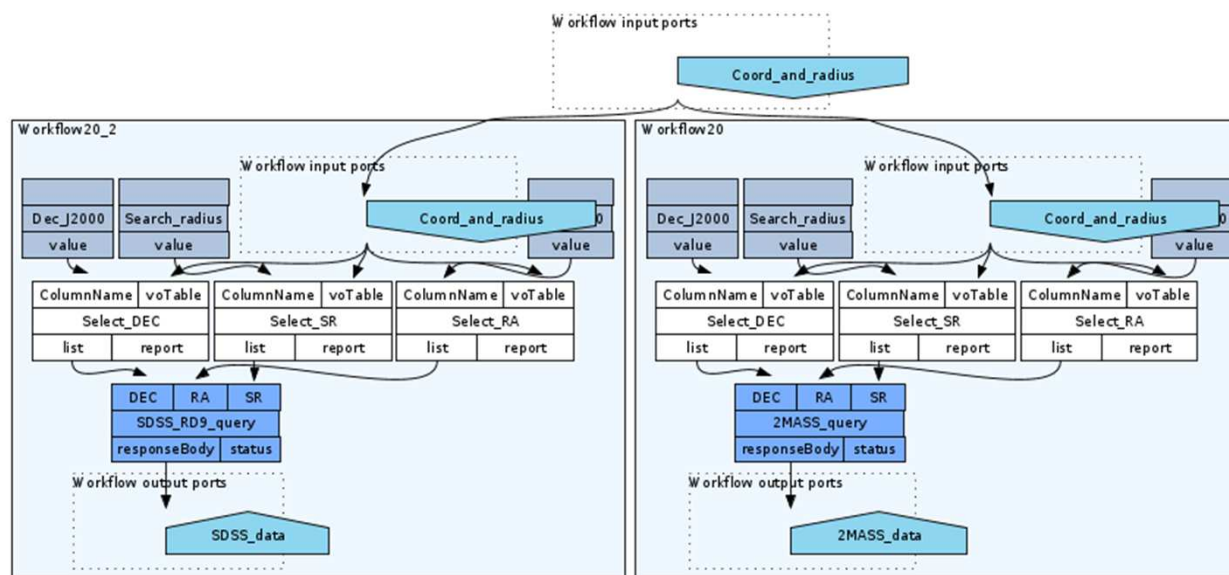 Workflow input ports
Coord_and_radius
Workflow20_2
Workflow20
Workflow input ports
Workflow input ports
Dec_J2000
Search_radius
Coord_and_radius
0
Dec_J2000
Search_radius
Coord_and_radius
0
value
value
value
value
value
value
ColumnName voTable
ColumnName voTable
ColumnName voTable
ColumnName voTable
ColumnName voTable
ColumnName voTable
Select_DEC
Select_SR
Select_RA
Select_DEC
Select_SR
Select_RA
list report
list report
list report
list report
list report
list report
DEC RA SR
DEC RA SR
SDSS_RD9_query
2MASS_query
responseBody status
responseBody status
Workflow output ports
Workflow output ports
SDSS_data
2MASS_data